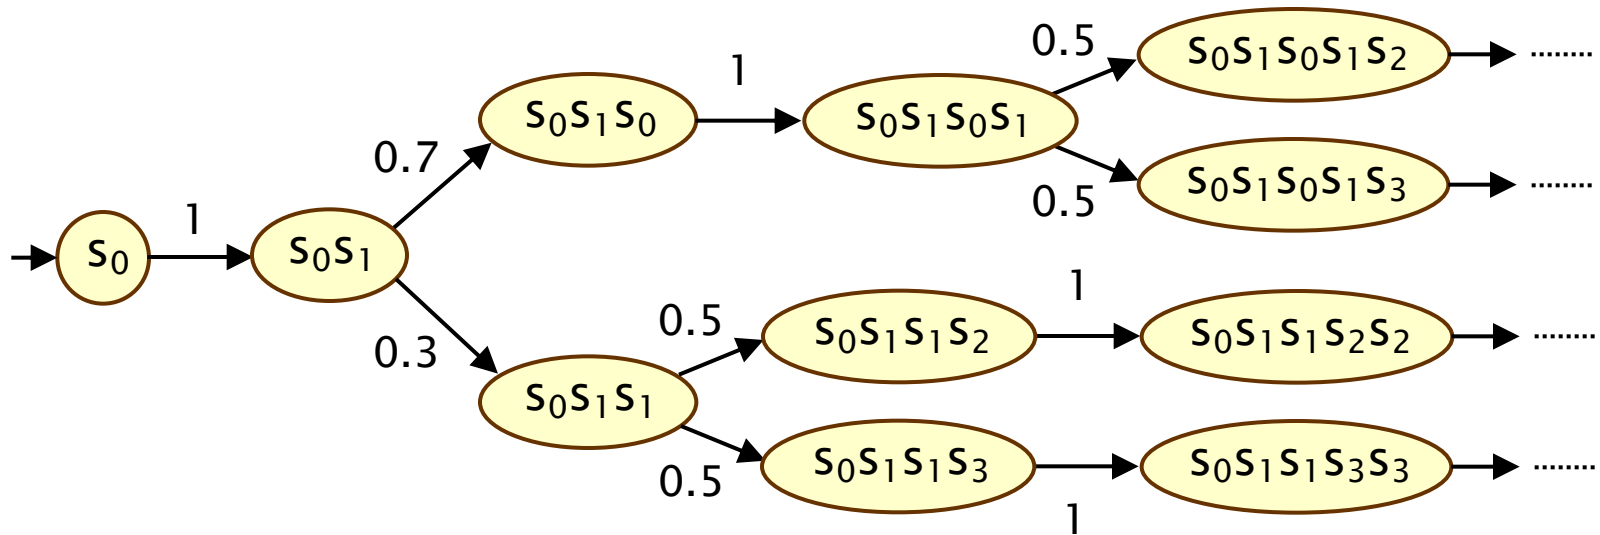 0.5
s₀s₁s₀s₁s₂
........
1
s₀s₁s₀
s₀s₁s₀s₁
0.7
0.5
s₀s₁s₀s₁s₃
........
1
s₀
s₀s₁
1
0.3
0.5
s₀s₁s₁s₂
s₀s₁s₁s₂s₂
........
s₀s₁s₁
0.5
s₀s₁s₁s₃
s₀s₁s₁s₃s₃
........
1